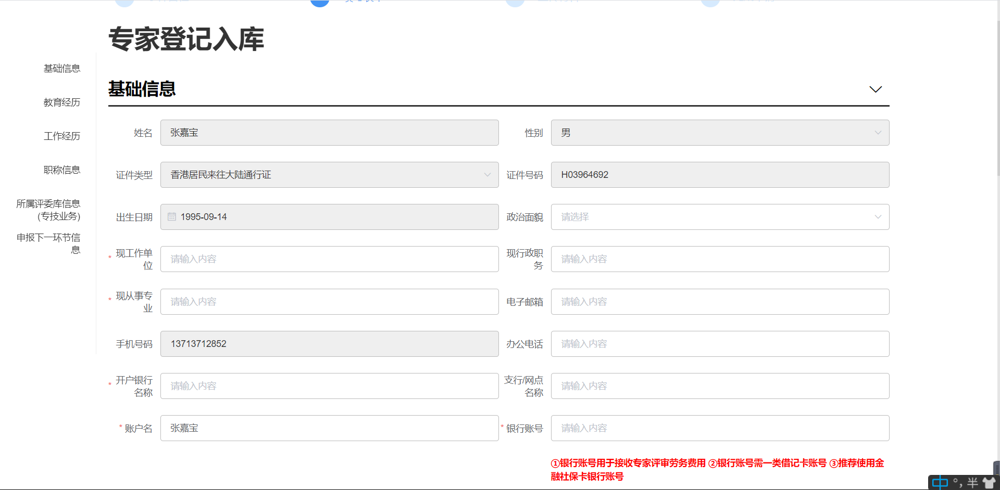 专家登记入库
基础信息
教育经历
工作经历
职称信息
所属评委库信息
(专技业务)
申报下一环节信
息
基础信息
姓名 张嘉宝 性别 男
证件类型 香港居民来往大陆通行证 证件号码 H03964692
出生日期 1995-09-14 政治面貌 请选择
* 现工作单
位 请输入内容 现行政职
务 请输入内容
* 现从事专
业 请输入内容 电子邮箱 请输入内容
手机号码 13713712852 办公电话 请输入内容
* 开户银行
名称 请输入内容 支行/网点
名称 请输入内容
* 账户名 张嘉宝 * 银行账号 请输入内容
①银行账号用于接收专家评审劳务费用 ②银行账号需一类借记卡账号 ③推荐使用金
融社保卡银行账号
中 °, 半